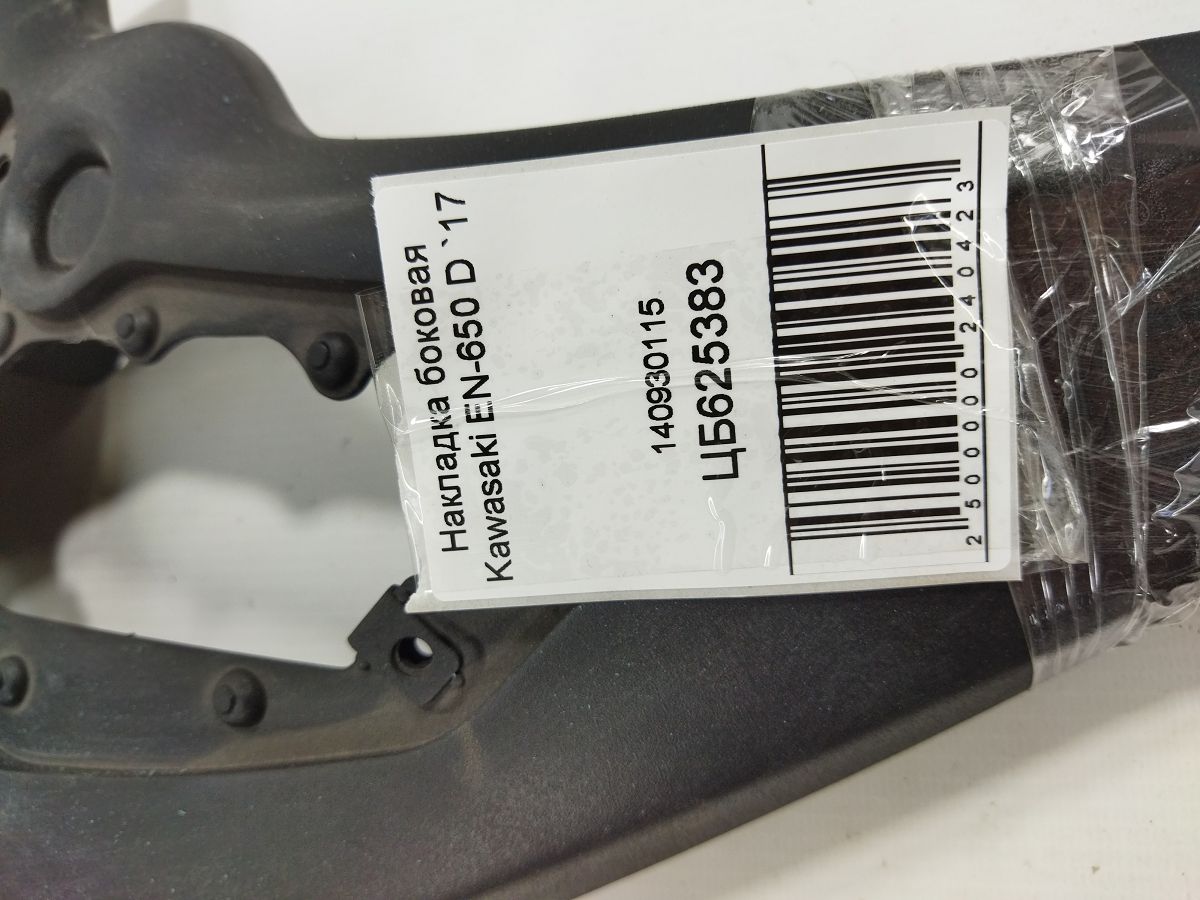 Накладка боковая
Kawasaki EN-650 D `17
140930115
ЦБ625383
2500000240423